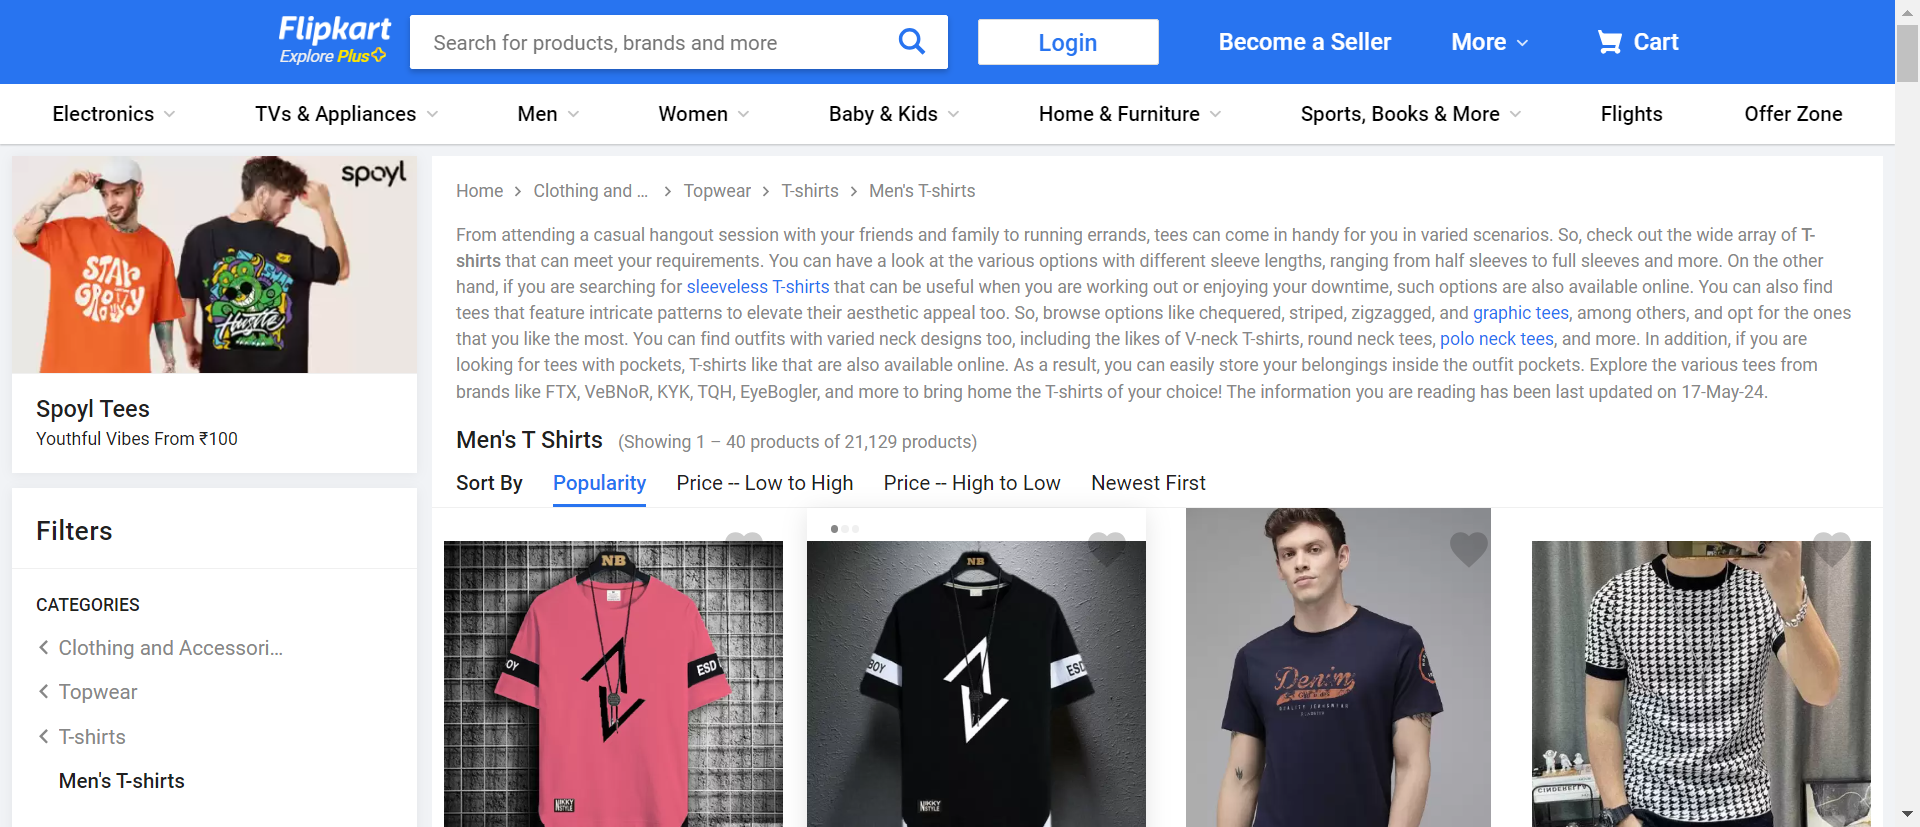 Flipkart
Explore Plus
Search for products, brands and more
Login
Become a Seller
More
Cart
Electronics
TVs & Appliances
Men
Women
Baby & Kids
Home & Furniture
Sports, Books & More
Flights
Offer Zone
spoyl
STAY
GROOVY
Hustle
Spoyl Tees
Youthful Vibes From ₹100
Filters
CATEGORIES
Clothing and Accessori...
Topwear
T-shirts
Men's T-shirts
Home > Clothing and ... > Topwear > T-shirts > Men's T-shirts
From attending a casual hangout session with your friends and family to running errands, tees can come in handy for you in varied scenarios. So, check out the wide array of T-
shirts that can meet your requirements. You can have a look at the various options with different sleeve lengths, ranging from half sleeves to full sleeves and more. On the other
hand, if you are searching for sleeveless T-shirts that can be useful when you are working out or enjoying your downtime, such options are also available online. You can also find
tees that feature intricate patterns to elevate their aesthetic appeal too. So, browse options like chequered, striped, zigzagged, and graphic tees, among others, and opt for the ones
that you like the most. You can find outfits with varied neck designs too, including the likes of V-neck T-shirts, round neck tees, polo neck tees, and more. In addition, if you are
looking for tees with pockets, T-shirts like that are also available online. As a result, you can easily store your belongings inside the outfit pockets. Explore the various tees from
brands like FTX, VeBNoR, KYK, TQH, EyeBogler, and more to bring home the T-shirts of your choice! The information you are reading has been last updated on 17-May-24.
Men's T Shirts (Showing 1 – 40 products of 21,129 products)
Sort By
Popularity
Price -- Low to High
Price -- High to Low
Newest First
NB
BOY
ESD
NIKKY
STYLE
NB
BOY
ESD
NIKKY
STYLE
Denim
QUALITY JEANSWEAR
CLASSIC
CINDERELLA